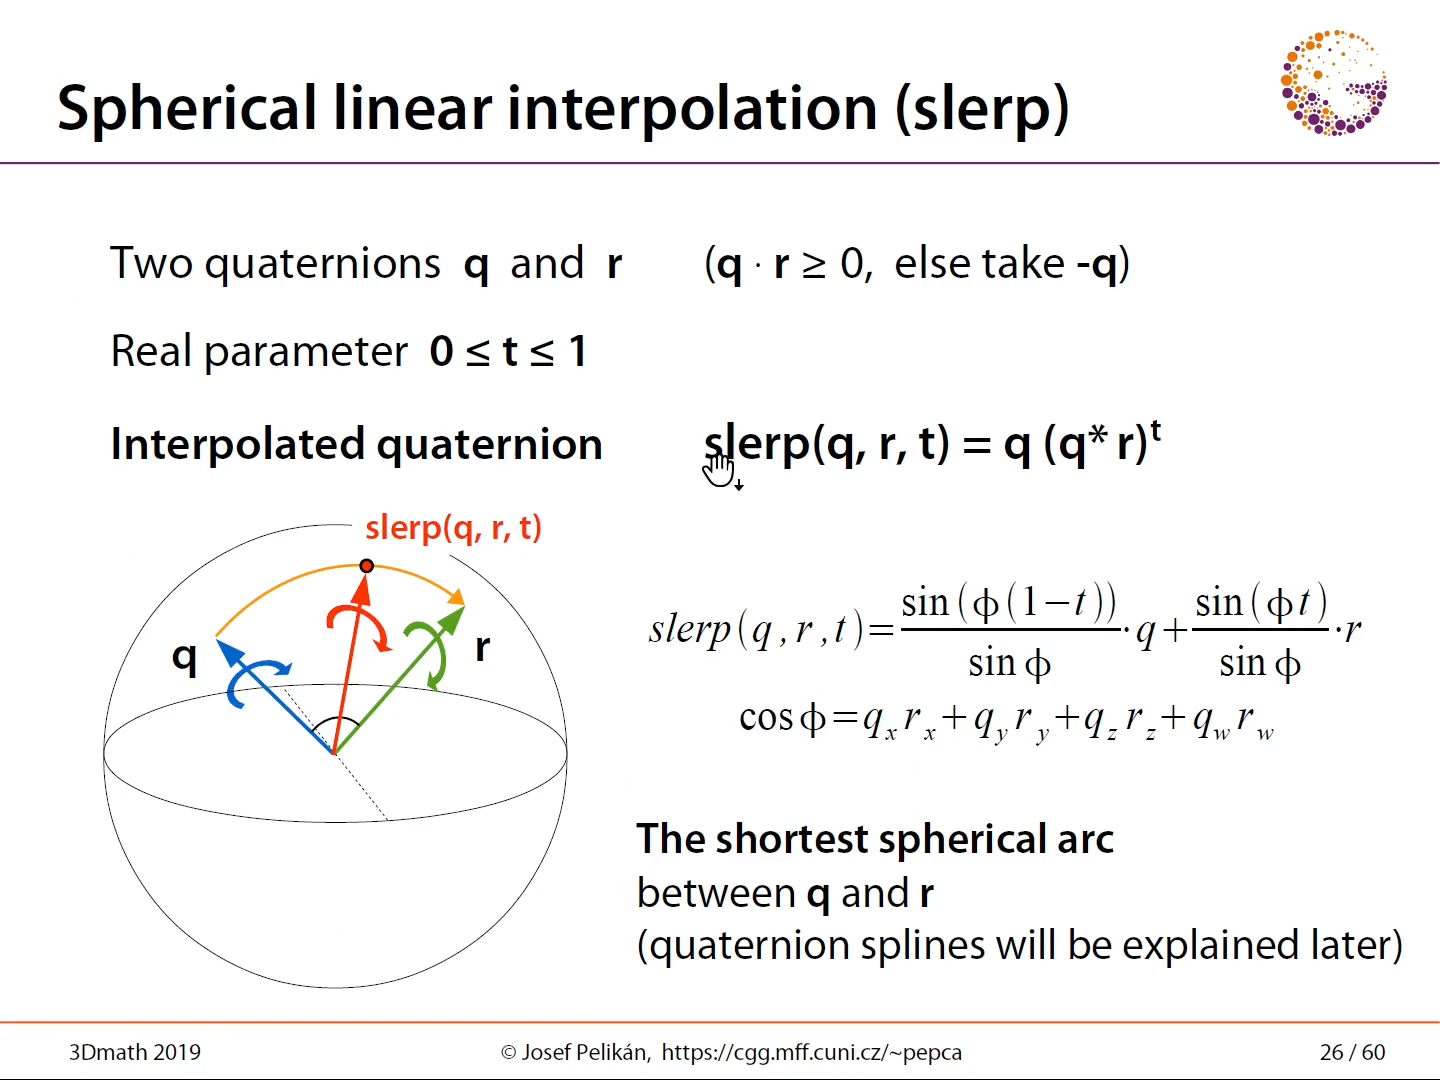 Spherical linear interpolation (slerp)
Two quaternions q and r (q · r ≥ 0, else take -q)
Real parameter 0 ≤ t ≤ 1
Interpolated quaternion slerp(q, r, t) = q (q* r)ᵗ
slerp(q, r, t)
q
r
slerp(q,r,t)=sin(ϕ(1−t))/sin ϕ·q+sin(ϕt)/sin ϕ·r
cos ϕ=qₓrₓ+q_y r_y+q_z r_z+q_w r_w
The shortest spherical arc
between q and r
(quaternion splines will be explained later)
3Dmath 2019 © Josef Pelikán, https://cgg.mff.cuni.cz/~pepca 26 / 60